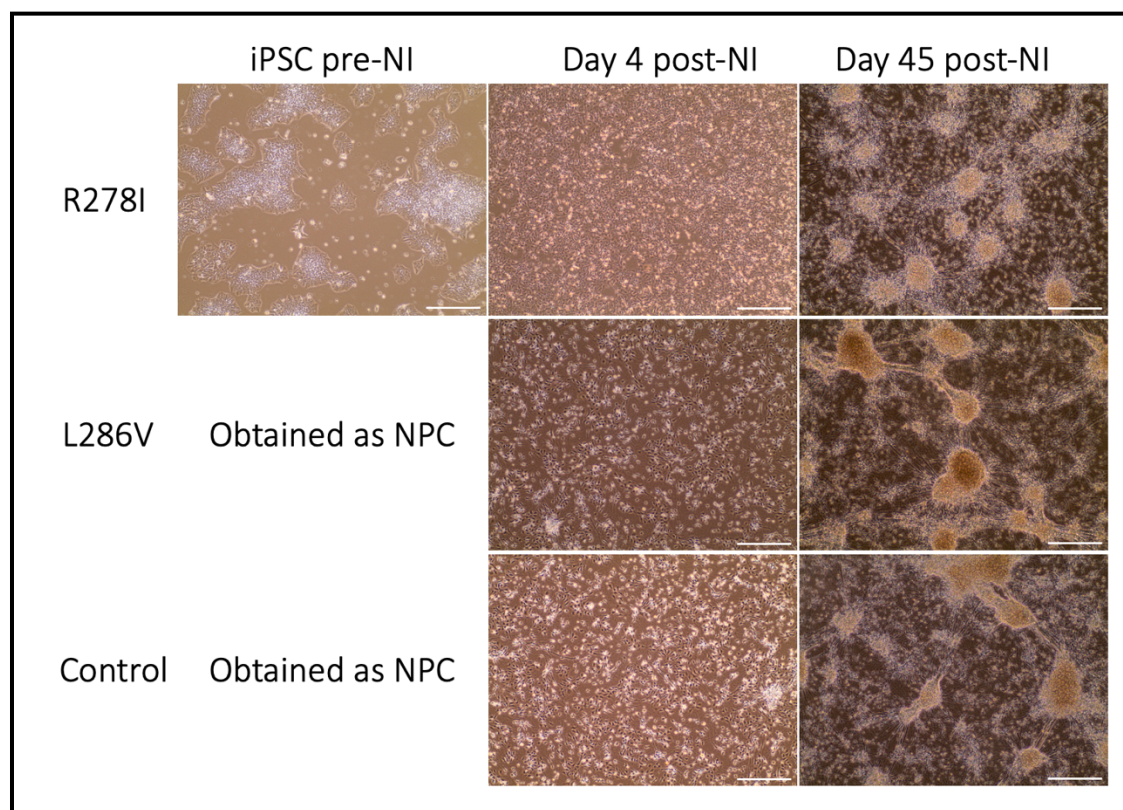 iPSC pre-NI Day 4 post-NI Day 45 post-NI
R278I
L286V Obtained as NPC
Control Obtained as NPC